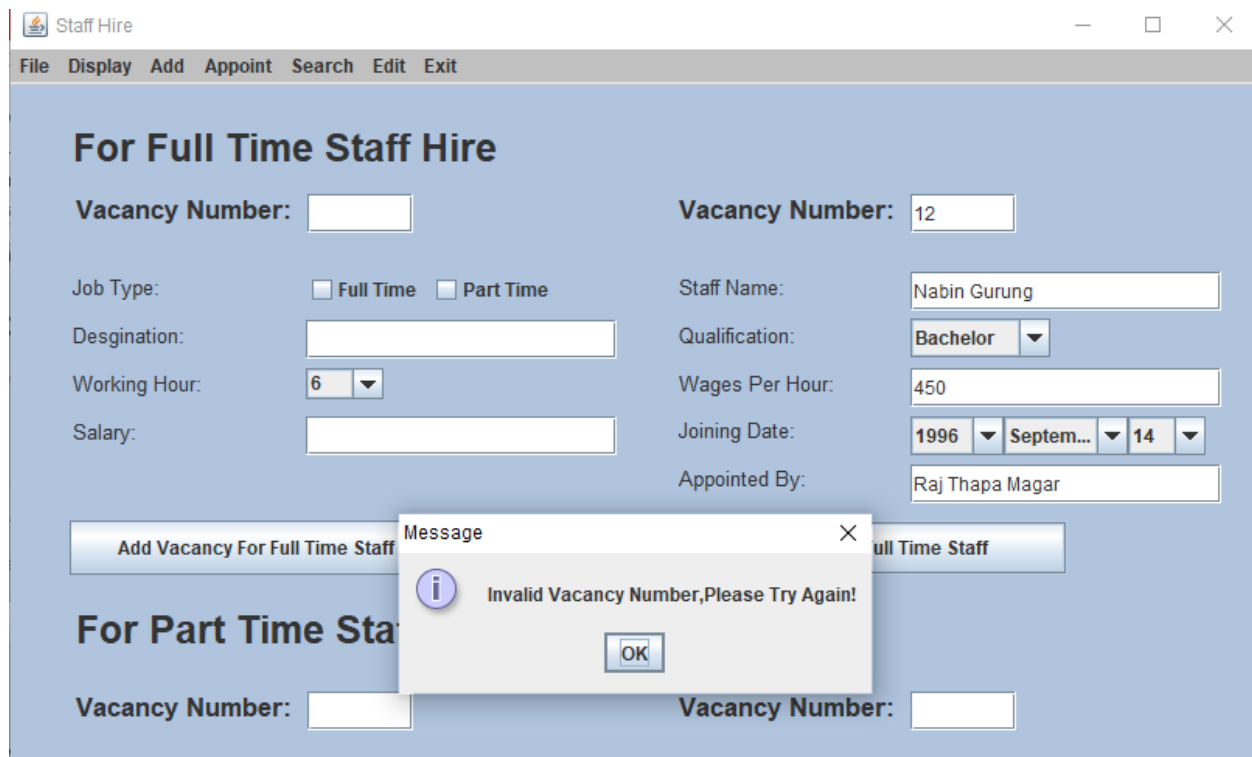 Staff Hire
File Display Add Appoint Search Edit Exit
For Full Time Staff Hire
Vacancy Number:
Vacancy Number: 12
Job Type: Full Time Part Time
Staff Name: Nabin Gurung
Desgination:
Qualification: Bachelor
Working Hour: 6
Wages Per Hour: 450
Salary:
Joining Date: 1996 Septem... 14
Appointed By: Raj Thapa Magar
Add Vacancy For Full Time Staff
Time Staff
Message
Invalid Vacancy Number,Please Try Again!
OK
For Part Time
Vacancy Number:
Vacancy Number: